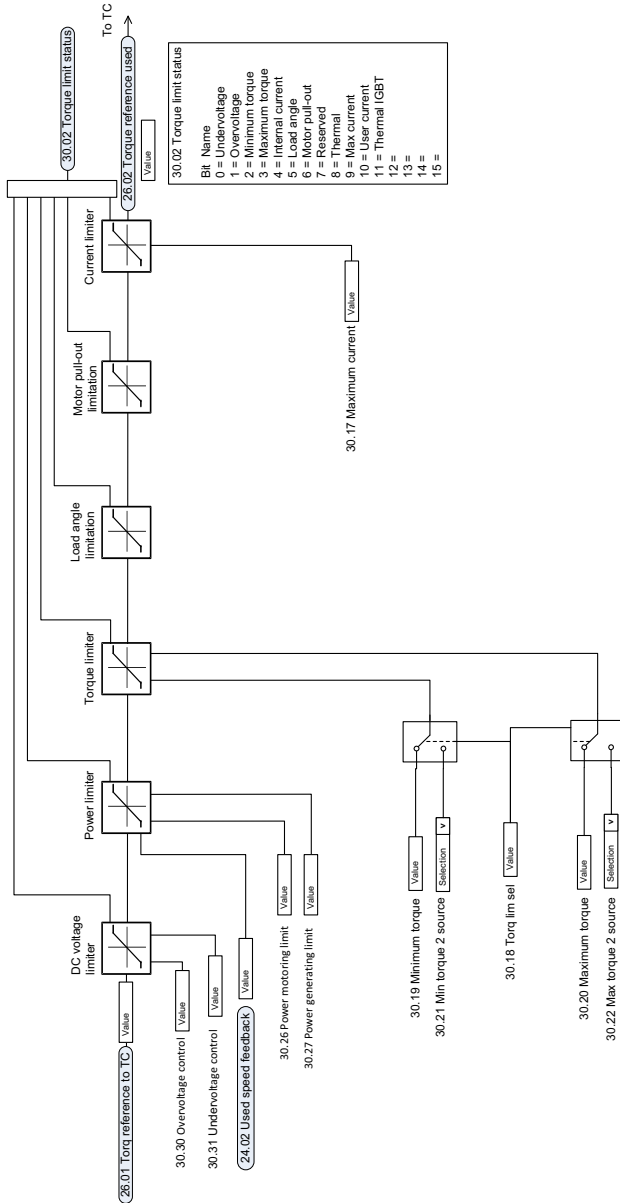 DC voltage
limiter
Power limiter
Torque limiter
Load angle
limitation
Motor pull-out
limitation
Current limiter
30.02 Torque limit status
26.01 Torq reference to TC
Value
26.02 Torque reference used
To TC
Value
30.30 Overvoltage control
Value
30.31 Undervoltage control
Value
24.02 Used speed feedback
Value
30.26 Power motoring limit
Value
30.27 Power generating limit
Value
30.19 Minimum torque
Value
30.21 Min torque 2 source
Selection
v
30.18 Torq lim sel
Value
30.20 Maximum torque
Value
30.22 Max torque 2 source
Selection
v
30.17 Maximum current
Value
30.02 Torque limit status
Bit Name
0 = Undervoltage
1 = Overvoltage
2 = Minimum torque
3 = Maximum torque
4 = Internal current
5 = Load angle
6 = Motor pull-out
7 = Reserved
8 = Thermal
9 = Max current
10 = User current
11 = Thermal IGBT
12 =
13 =
14 =
15 =